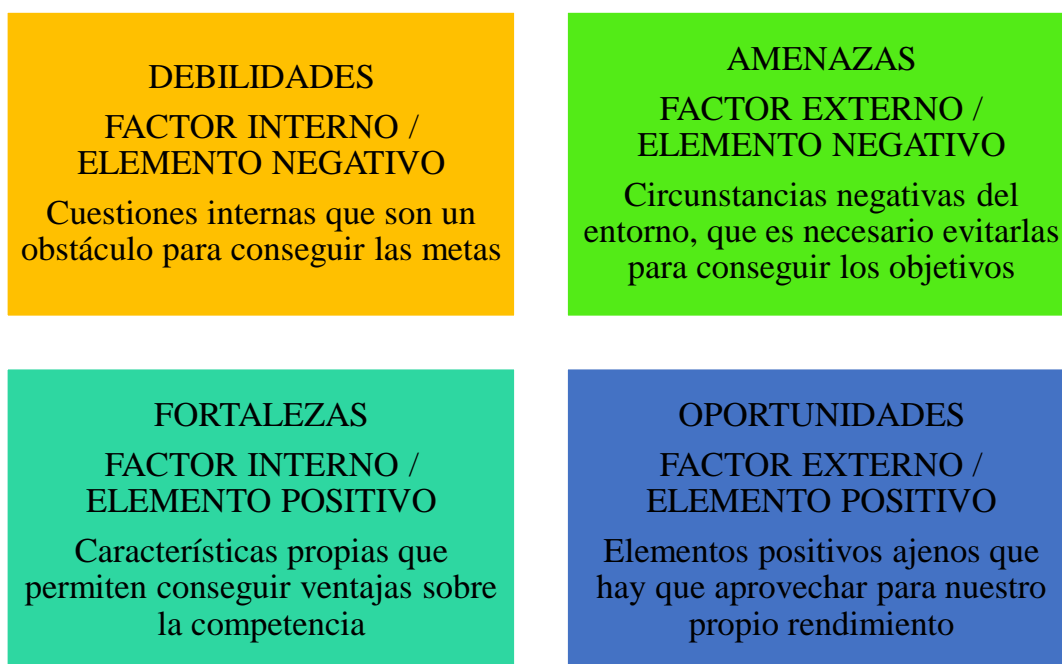 DEBILIDADES
FACTOR INTERNO /
ELEMENTO NEGATIVO
Cuestiones internas que son un
obstáculo para conseguir las metas
AMENAZAS
FACTOR EXTERNO /
ELEMENTO NEGATIVO
Circunstancias negativas del
entorno, que es necesario evitarlas
para conseguir los objetivos
FORTALEZAS
FACTOR INTERNO /
ELEMENTO POSITIVO
Características propias que
permiten conseguir ventajas sobre
la competencia
OPORTUNIDADES
FACTOR EXTERNO /
ELEMENTO POSITIVO
Elementos positivos ajenos que
hay que aprovechar para nuestro
propio rendimiento